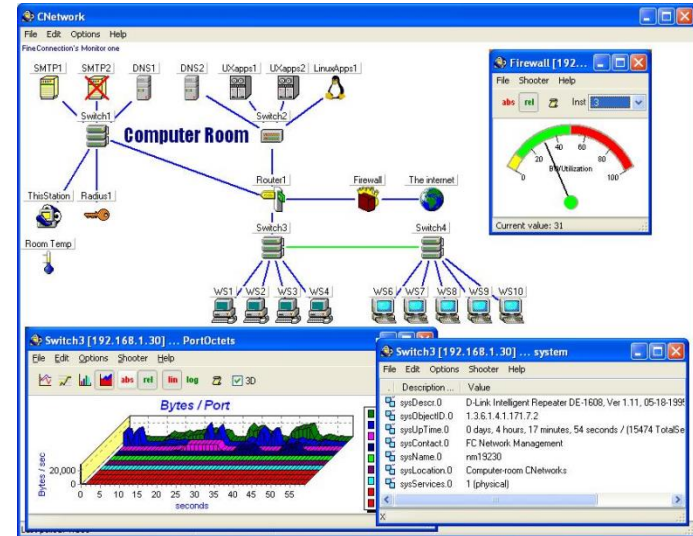 CNetwork
File Edit Options Help
FineConnection's Monitor one
SMTP1 SMTP2 DNS1 DNS2 UXapps1 UXapps2 LinuxApps1
Switch1 Switch2
Computer Room
ThisStation Radius1
Router1 Firewall The internet
Room Temp
Switch3 Switch4
WS1 WS2 WS3 WS4 WS6 WS7 WS8 WS9 WS10
Firewall [192...
File Shooter Help
abs rel Inst 3
0 20 40 60 80 100
BWUtilization
Current value: 31
Switch3 [192.168.1.30] ... PortOctets
File Edit Options Shooter Help
abs rel lin log 3D
Bytes / Port
Bytes / sec
20,000
0
0 5 10 15 20 25 30 35 40 45 50 55
seconds
Switch3 [192.168.1.30] ... system
File Edit Options Shooter Help
Description... Value
sysDescr.0 D-Link Intelligent Repeater DE-1608, Ver 1.11, 05-18-1995
sysObjectID.0 1.3.6.1.4.1.171.7.2
sysUpTime.0 0 days, 4 hours, 17 minutes, 54 seconds / (15474 TotalSe
sysContact.0 FC Network Management
sysName.0 nm19230
sysLocation.0 Computer-room CNetworks
sysServices.0 1 (physical)
X